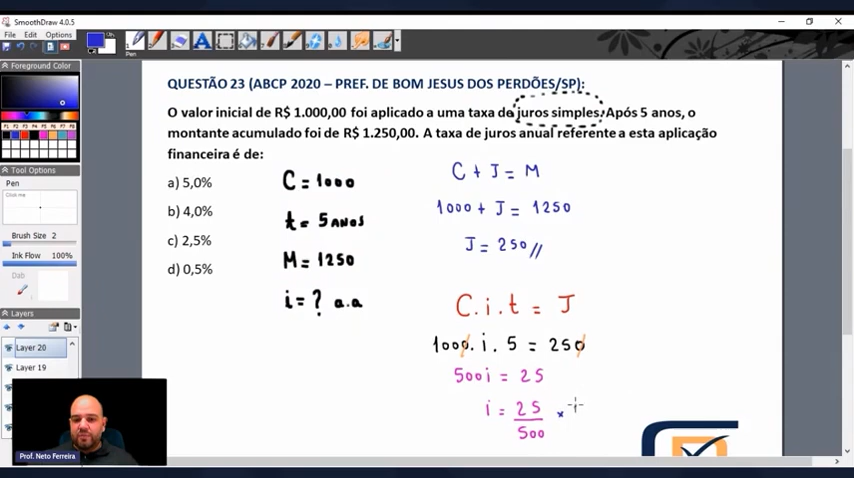 SmoothDraw 4.0.5
File Edit Options
Pen
Foreground Color
Tool Options
Pen
Click me
Brush Size 2
Ink Flow 100%
Dab
Layers
Layer 20
Layer 19
Prof. Neto Ferreira
QUESTÃO 23 (ABCP 2020 – PREF. DE BOM JESUS DOS PERDÕES/SP):
O valor inicial de R$ 1.000,00 foi aplicado a uma taxa de juros simples. Após 5 anos, o
montante acumulado foi de R$ 1.250,00. A taxa de juros anual referente a esta aplicação
financeira é de:
a) 5,0%
b) 4,0%
c) 2,5%
d) 0,5%
C = 1000
t = 5 ANOS
M = 1250
i = ? a.a
C + J = M
1000 + J = 1250
J = 250 //
C . i . t = J
1000 . i . 5 = 250
500i = 25
i = 25/500 ×